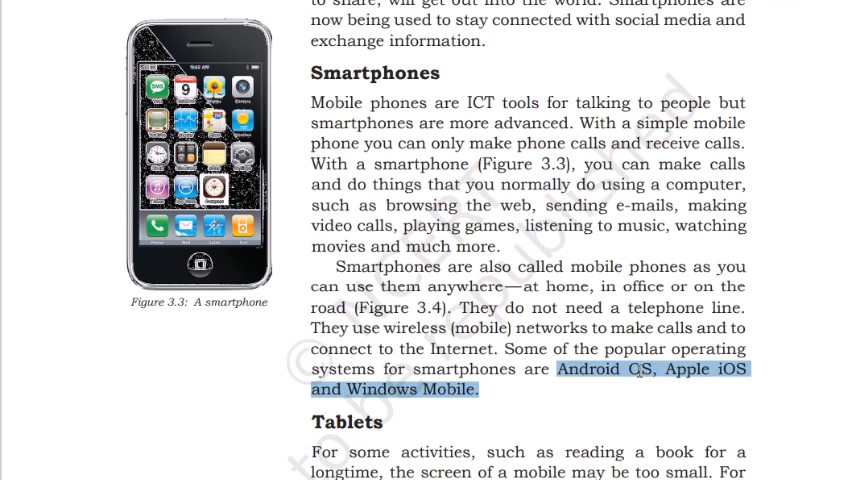 to share, will get out into the world. Smartphones are
now being used to stay connected with social media and
exchange information.
Smartphones
Mobile phones are ICT tools for talking to people but
smartphones are more advanced. With a simple mobile
phone you can only make phone calls and receive calls.
With a smartphone (Figure 3.3), you can make calls
and do things that you normally do using a computer,
such as browsing the web, sending e-mails, making
video calls, playing games, listening to music, watching
movies and much more.
Smartphones are also called mobile phones as you
can use them anywhere—at home, in office or on the
road (Figure 3.4). They do not need a telephone line.
They use wireless (mobile) networks to make calls and to
connect to the Internet. Some of the popular operating
systems for smartphones are Android OS, Apple iOS
and Windows Mobile.
Tablets
For some activities, such as reading a book for a
longtime, the screen of a mobile may be too small. For
9
Figure 3.3: A smartphone
© NCERT
to be republished